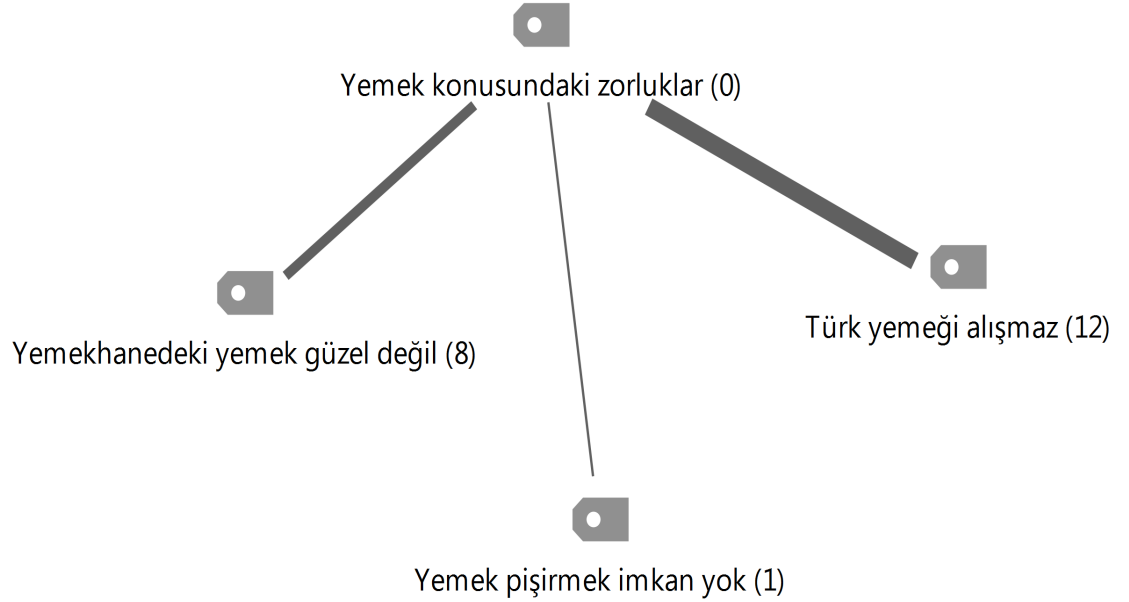 Yemek konusundaki zorluklar (0)
Türk yemeği alışmaz (12)
Yemekhanedeki yemek güzel değil (8)
Yemek pişirmek imkan yok (1)